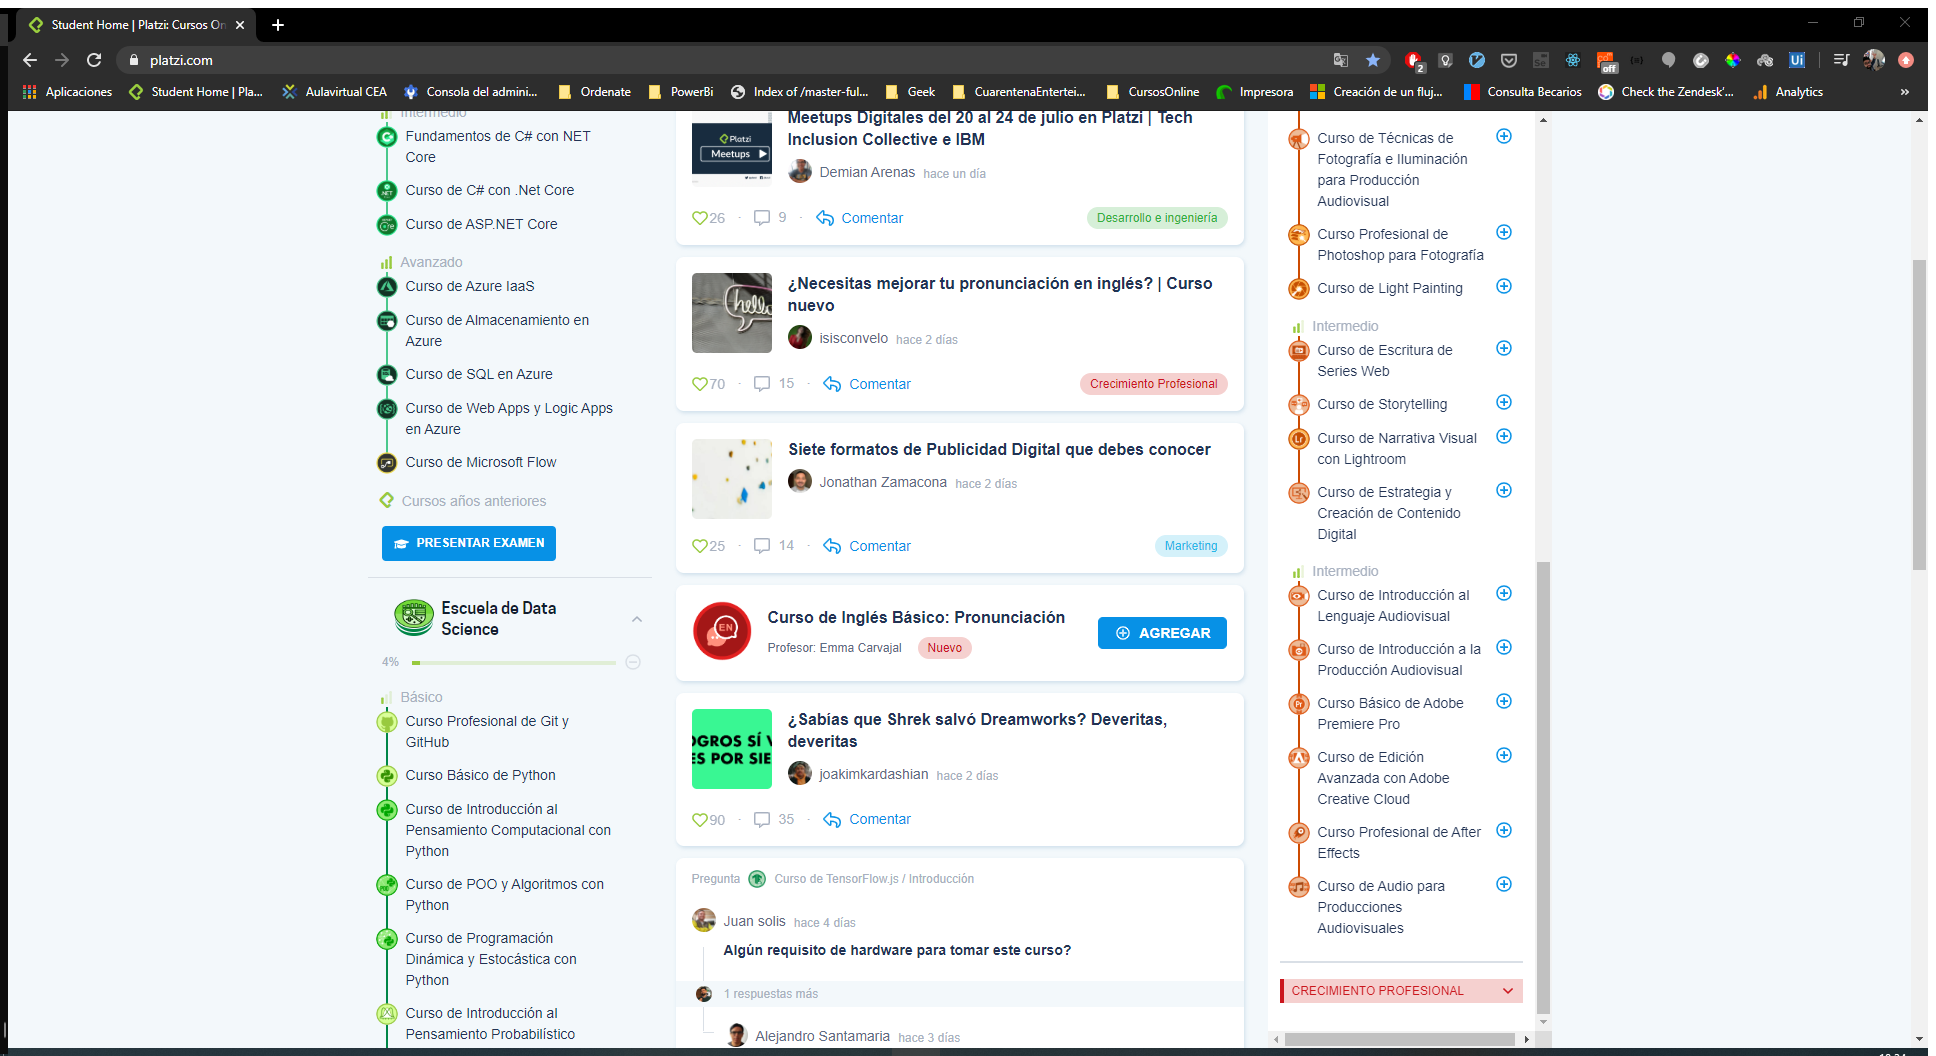 Student Home | Platzi: Cursos On
platzi.com
2
off
Ui
Aplicaciones
Student Home | Pla...
Aulavirtual CEA
Consola del admini...
Ordenate
PowerBi
Index of /master-ful...
Geek
CuarentenaEntertei...
CursosOnline
Impresora
Creación de un fluj...
Consulta Becarios
Check the Zendesk'...
Analytics
»
Intermedio
Fundamentos de C# con NET
Core
Curso de C# con .Net Core
Curso de ASP.NET Core
Avanzado
Curso de Azure IaaS
Curso de Almacenamiento en
Azure
Curso de SQL en Azure
Curso de Web Apps y Logic Apps
en Azure
Curso de Microsoft Flow
Cursos años anteriores
PRESENTAR EXAMEN
Escuela de Data
Science
4%
Básico
Curso Profesional de Git y
GitHub
Curso Básico de Python
Curso de Introducción al
Pensamiento Computacional con
Python
Curso de POO y Algoritmos con
Python
Curso de Programación
Dinámica y Estocástica con
Python
Curso de Introducción al
Pensamiento Probabilístico
Platzi
Meetups
Meetups Digitales del 20 al 24 de julio en Platzi | Tech
Inclusion Collective e IBM
Demian Arenas hace un día
26 · 9 · Comentar
Desarrollo e ingeniería
hello
¿Necesitas mejorar tu pronunciación en inglés? | Curso
nuevo
isisconvelo hace 2 días
70 · 15 · Comentar
Crecimiento Profesional
Siete formatos de Publicidad Digital que debes conocer
Jonathan Zamacona hace 2 días
25 · 14 · Comentar
Marketing
EN
Curso de Inglés Básico: Pronunciación
Profesor: Emma Carvajal Nuevo
AGREGAR
OGROS SÍ V
ES POR SIE
¿Sabías que Shrek salvó Dreamworks? Deveritas,
deveritas
joakimkardashian hace 2 días
90 · 35 · Comentar
Pregunta Curso de TensorFlow.js / Introducción
Juan solis hace 4 días
Algún requisito de hardware para tomar este curso?
1 respuestas más
Alejandro Santamaria hace 3 días
Curso de Técnicas de
Fotografía e Iluminación
para Producción
Audiovisual
Curso Profesional de
Photoshop para Fotografía
Curso de Light Painting
Intermedio
Curso de Escritura de
Series Web
Curso de Storytelling
Curso de Narrativa Visual
con Lightroom
Curso de Estrategia y
Creación de Contenido
Digital
Intermedio
Curso de Introducción al
Lenguaje Audiovisual
Curso de Introducción a la
Producción Audiovisual
Curso Básico de Adobe
Premiere Pro
Curso de Edición
Avanzada con Adobe
Creative Cloud
Curso Profesional de After
Effects
Curso de Audio para
Producciones
Audiovisuales
CRECIMIENTO PROFESIONAL